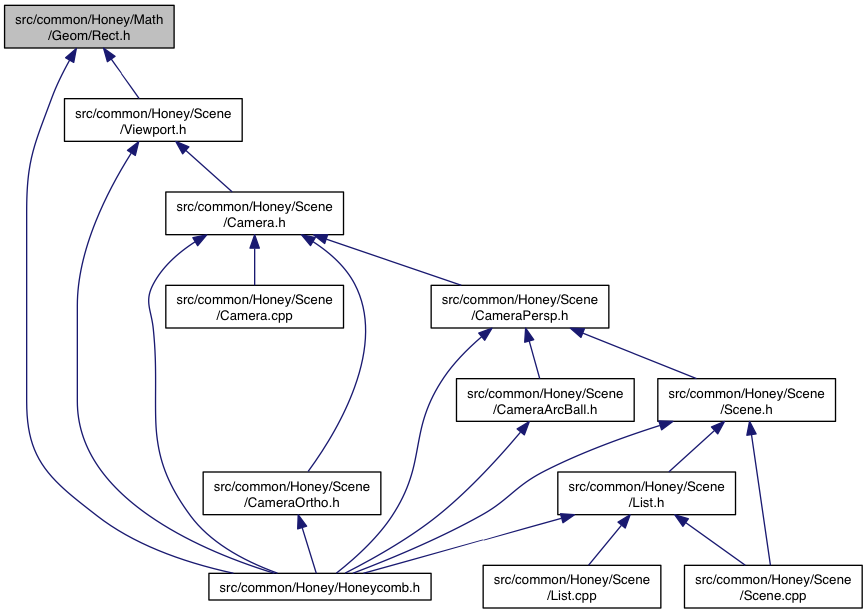 src/common/Honey/Math
/Geom/Rect.h
src/common/Honey/Scene
/Viewport.h
src/common/Honey/Scene
/Camera.h
src/common/Honey/Scene
/Camera.cpp
src/common/Honey/Scene
/CameraPersp.h
src/common/Honey/Scene
/CameraArcBall.h
src/common/Honey/Scene
/Scene.h
src/common/Honey/Scene
/CameraOrtho.h
src/common/Honey/Scene
/List.h
src/common/Honey/Honeycomb.h
src/common/Honey/Scene
/List.cpp
src/common/Honey/Scene
/Scene.cpp